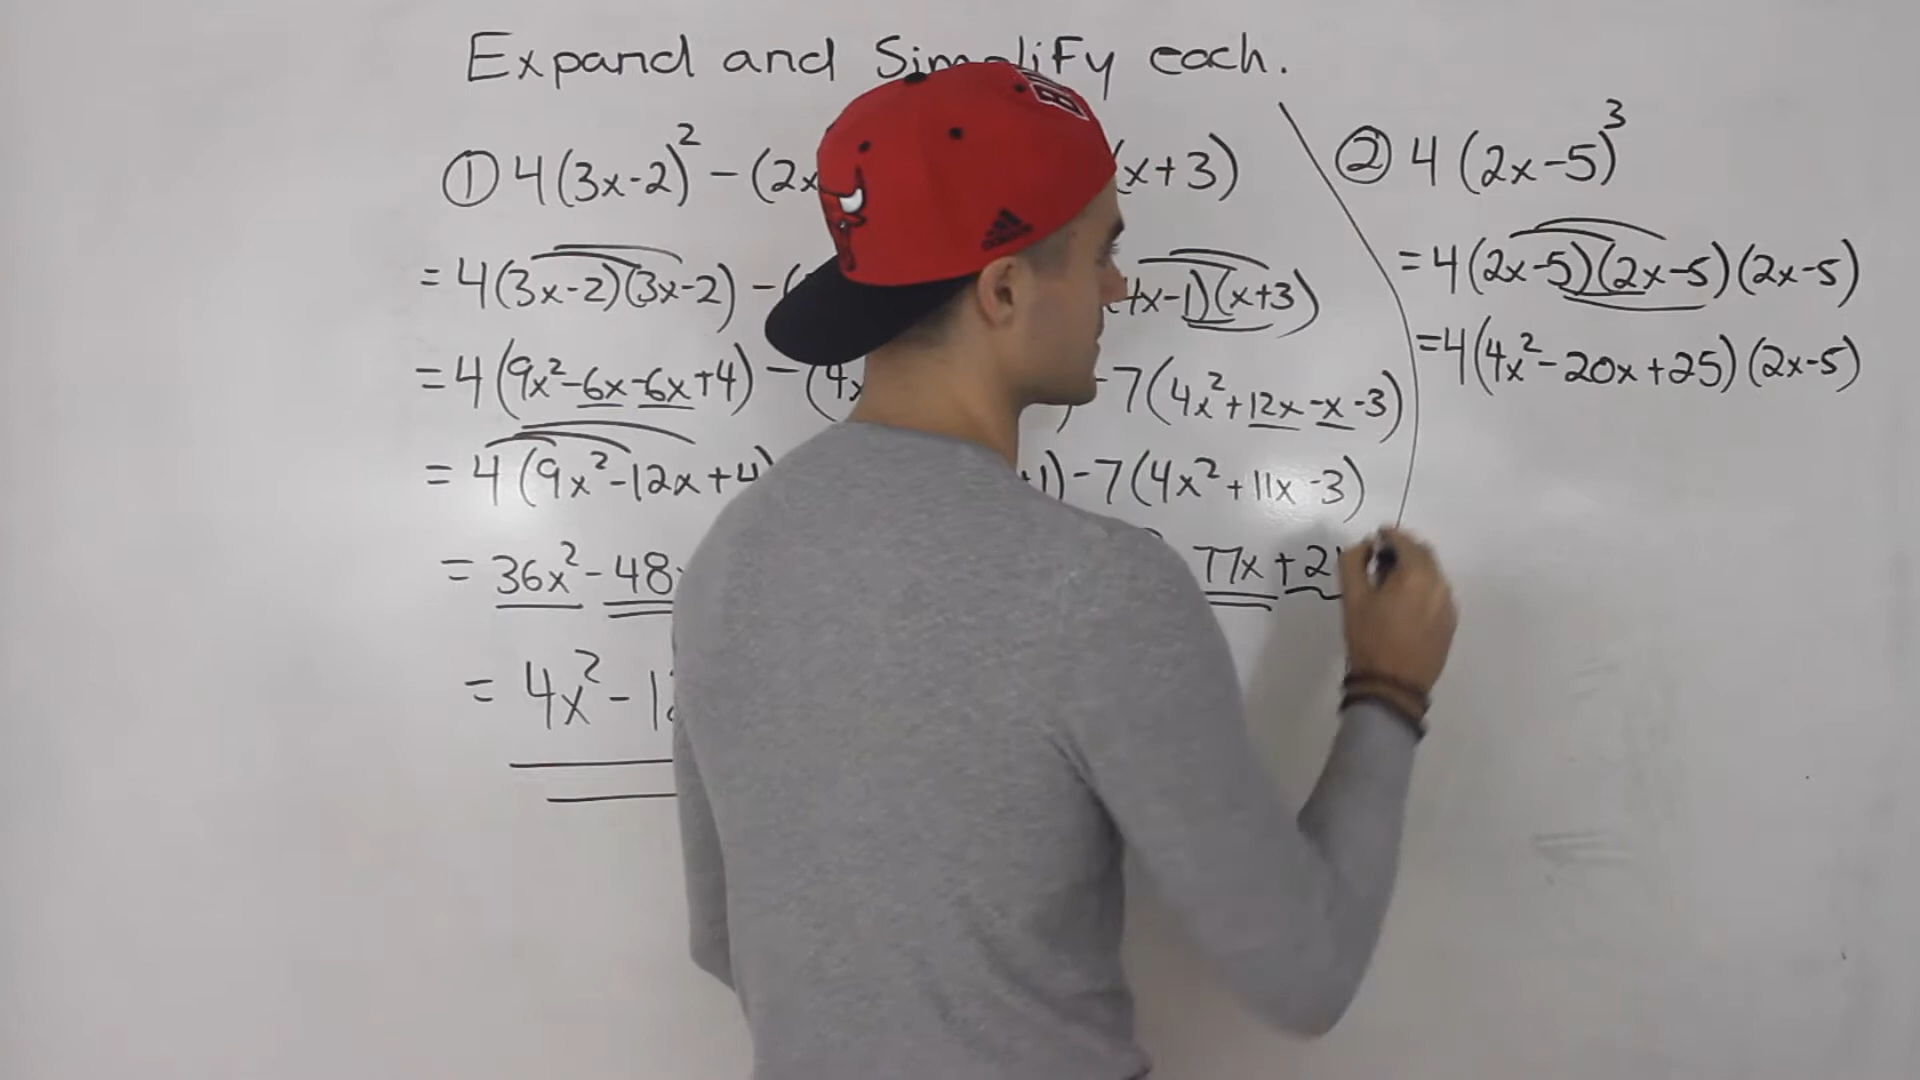 Expand and Simplify each.
① 4(3x-2)² - (2x (x+3)
= 4(3x-2)(3x-2) - ( x-1)(x+3))
= 4(9x²-6x-6x+4) - (4x ) -7(4x²+12x-x-3)
= 4(9x²-12x+4) +1) -7(4x²+11x-3)
= 36x² - 48 77x + 2
= 4x² - 1
② 4(2x-5)³
= 4(2x-5)(2x-5)(2x-5)
= 4(4x²-20x+25)(2x-5)